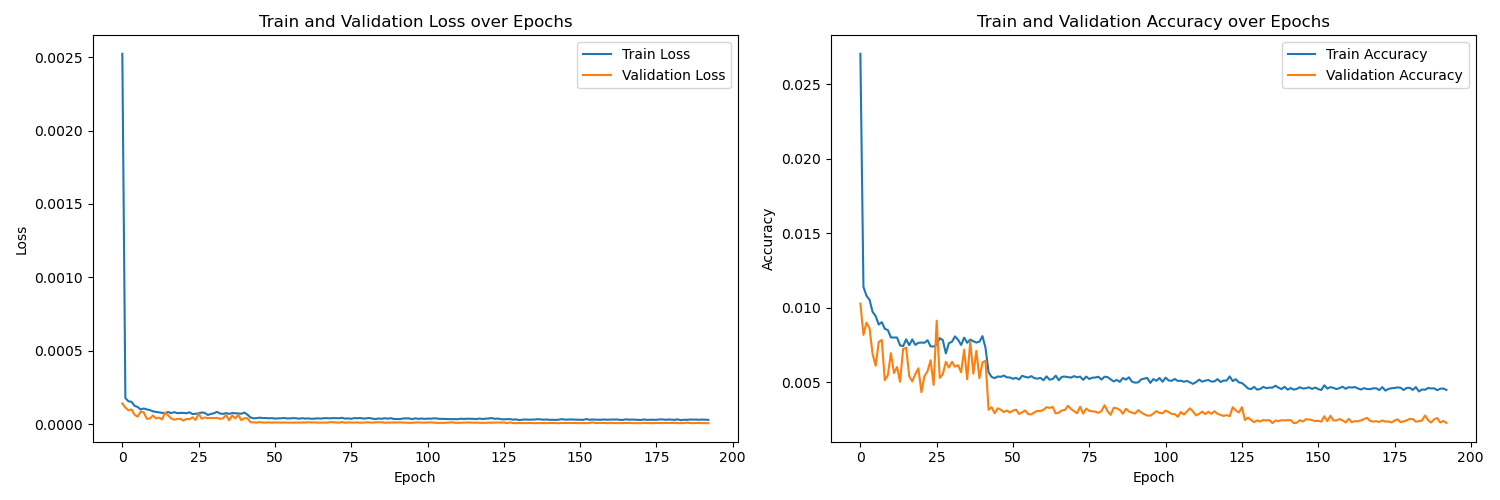 Train and Validation Loss over Epochs
Train Loss
Validation Loss
0.0025
0.0020
0.0015
0.0010
0.0005
0.0000
Loss
0 25 50 75 100 125 150 175 200
Epoch
Train and Validation Accuracy over Epochs
Train Accuracy
Validation Accuracy
0.025
0.020
0.015
0.010
0.005
Accuracy
0 25 50 75 100 125 150 175 200
Epoch